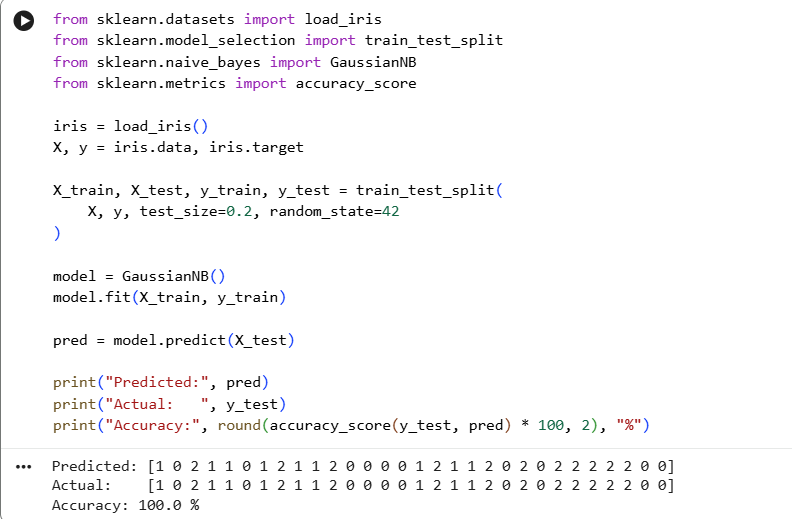 from sklearn.datasets import load_iris
from sklearn.model_selection import train_test_split
from sklearn.naive_bayes import GaussianNB
from sklearn.metrics import accuracy_score

iris = load_iris()
X, y = iris.data, iris.target

X_train, X_test, y_train, y_test = train_test_split(
    X, y, test_size=0.2, random_state=42
)

model = GaussianNB()
model.fit(X_train, y_train)

pred = model.predict(X_test)

print("Predicted:", pred)
print("Actual:   ", y_test)
print("Accuracy:", round(accuracy_score(y_test, pred) * 100, 2), "%")

Predicted: [1 0 2 1 1 0 1 2 1 1 2 0 0 0 0 1 2 1 1 2 0 2 0 2 2 2 2 2 0 0]
Actual:    [1 0 2 1 1 0 1 2 1 1 2 0 0 0 0 1 2 1 1 2 0 2 0 2 2 2 2 2 0 0]
Accuracy: 100.0 %